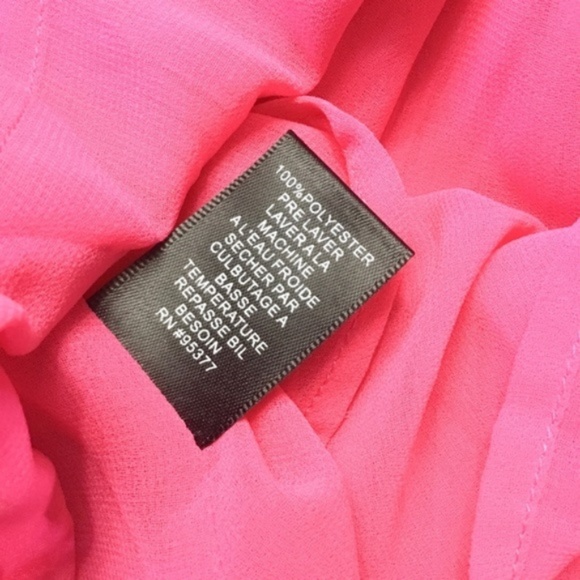 100%POLYESTER
PRE LAVER
LAVER A LA
MACHINE
A L'EAU FROIDE
SECHER PAR
CULBUTAGE A
BASSE
TEMPERATURE
REPASSE BIL
BESOIN
RN #95377